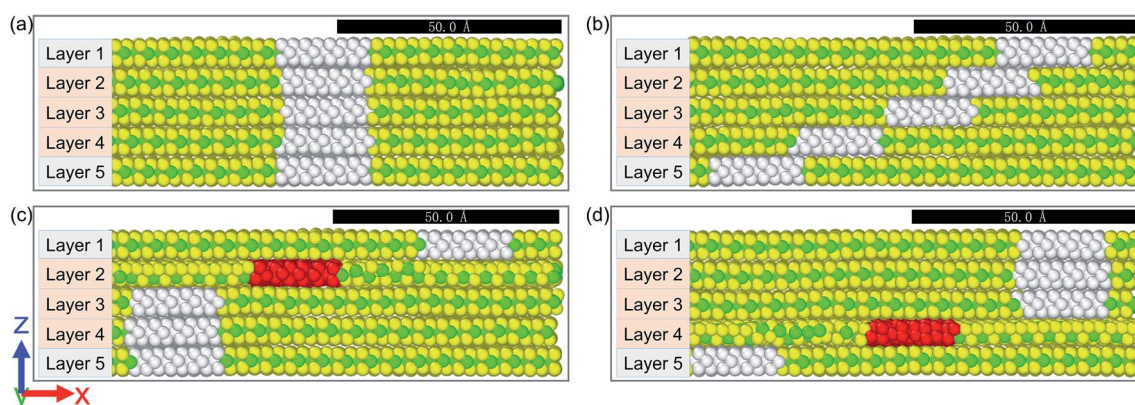 (a)
50.0 Å
Layer 1
Layer 2
Layer 3
Layer 4
Layer 5
(b)
50.0 Å
Layer 1
Layer 2
Layer 3
Layer 4
Layer 5
(c)
50.0 Å
Layer 1
Layer 2
Layer 3
Layer 4
Layer 5
Z
Y
X
(d)
50.0 Å
Layer 1
Layer 2
Layer 3
Layer 4
Layer 5